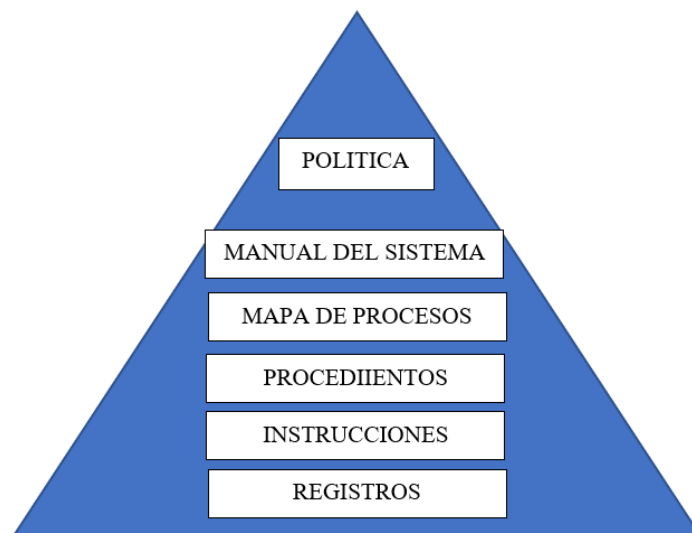 POLITICA
MANUAL DEL SISTEMA
MAPA DE PROCESOS
PROCEDIIENTOS
INSTRUCCIONES
REGISTROS